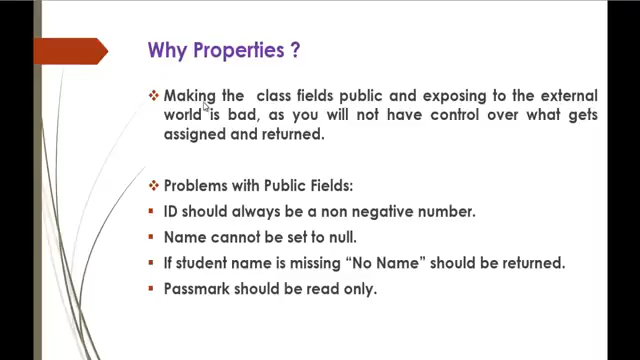 Why Properties ?
Making the class fields public and exposing to the external
world is bad, as you will not have control over what gets
assigned and returned.
Problems with Public Fields:
ID should always be a non negative number.
Name cannot be set to null.
If student name is missing “No Name” should be returned.
Passmark should be read only.